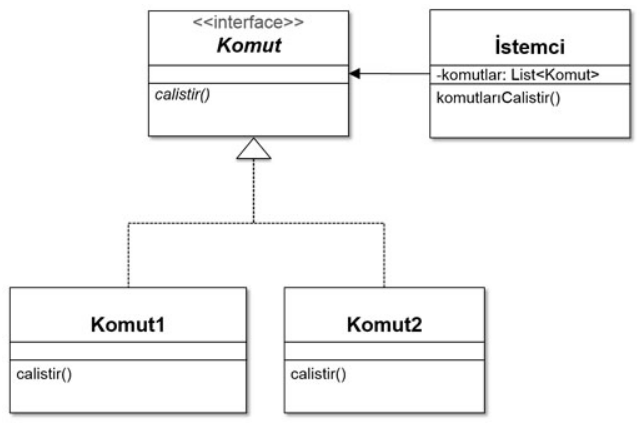 <<interface>>
Komut
calistir()
İstemci
-komutlar: List<Komut>
komutlarıCalistir()
Komut1
calistir()
Komut2
calistir()